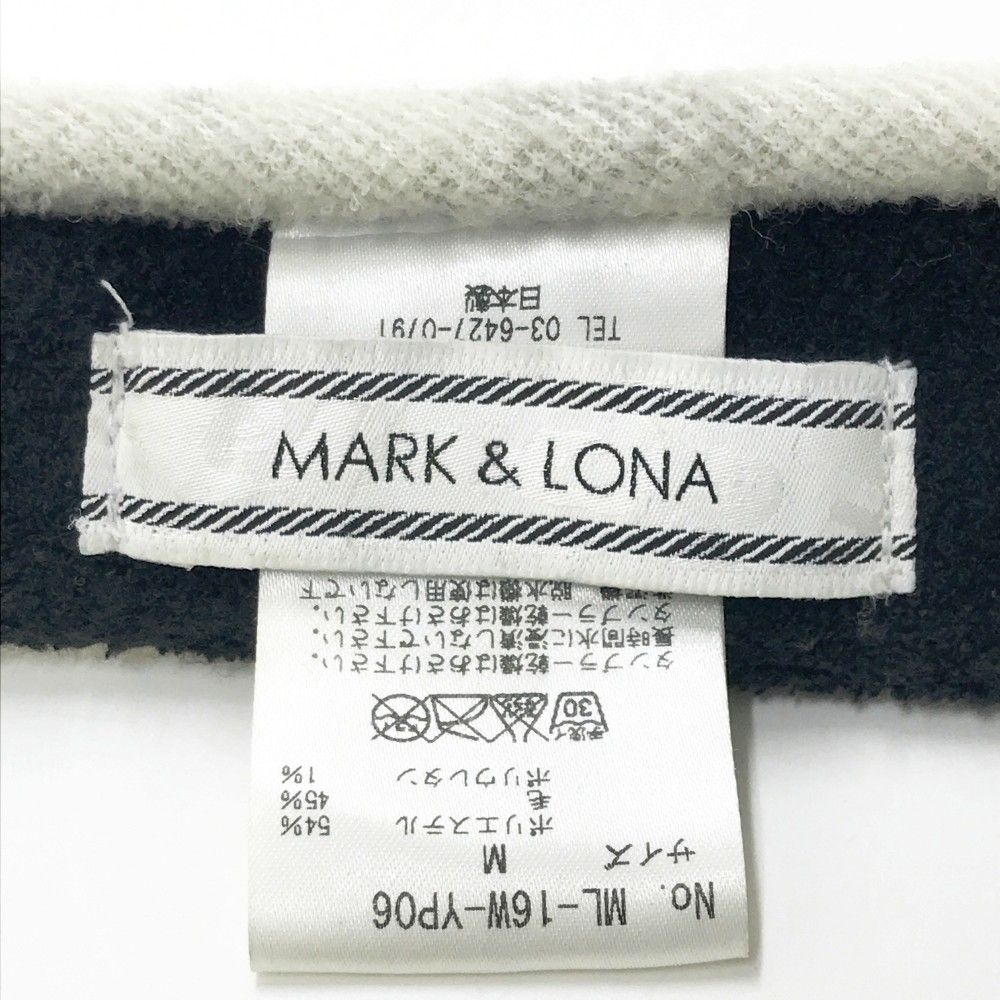 MARK & LONA
No. ML-16W-YP06
サイズ M
ポリエステル 54%
毛 45%
ポリウレタン 1%
手洗イ 30
タンブラー乾燥はおさけ下さい。
長時間水に浸漬しないで下さい。
タンブラー乾燥はおさけ下さい。
脱水機は使用しないで下
TEL 03-6427-0791
日本製